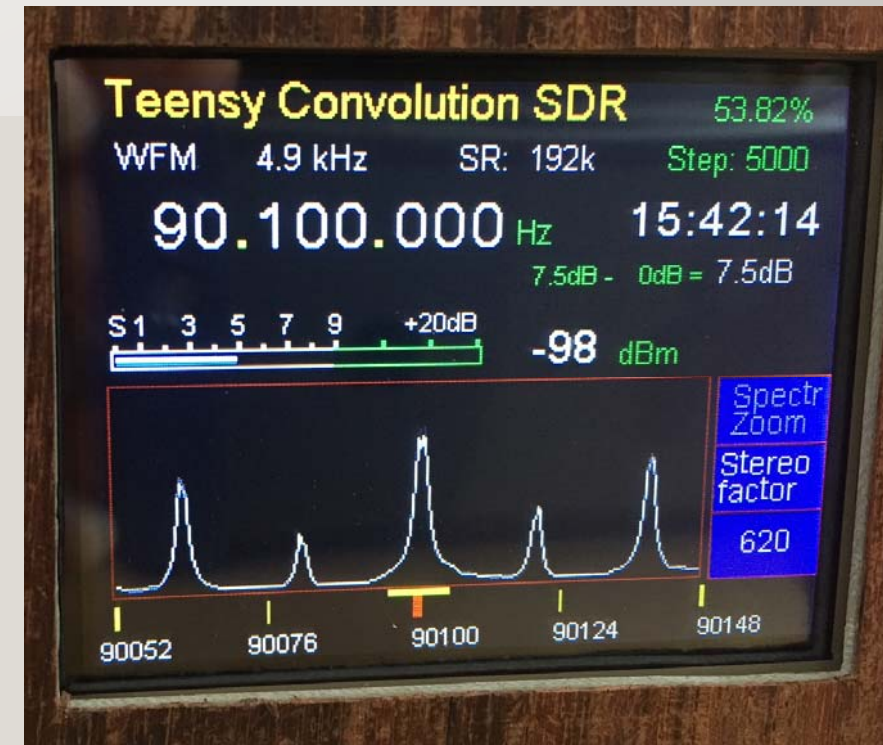 Teensy Convolution SDR 53.82%
WFM 4.9 kHz SR: 192k Step: 5000
90.100.000 Hz 15:42:14
7.5dB - 0dB = 7.5dB
S 1 3 5 7 9 +20dB
-98 dBm
Spectr
Zoom
Stereo
factor
620
90052 90076 90100 90124 90148